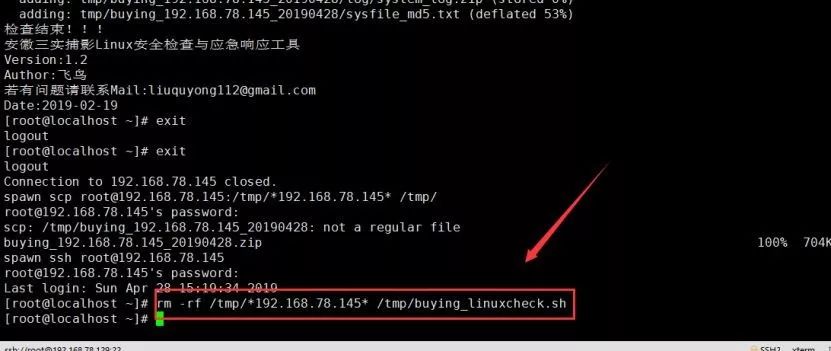 adding: tmp/buying_192.168.78.145_20190428/log/system_log.zip (stored 0%)
adding: tmp/buying_192.168.78.145_20190428/sysfile_md5.txt (deflated 53%)
检查结束！！！
安徽三实捕影Linux安全检查与应急响应工具
Version:1.2
Author:飞鸟
若有问题请联系Mail:liuquyong112@gmail.com
Date:2019-02-19
[root@localhost ~]# exit
logout
[root@localhost ~]# exit
logout
Connection to 192.168.78.145 closed.
spawn scp root@192.168.78.145:/tmp/*192.168.78.145* /tmp/
root@192.168.78.145's password:
scp: /tmp/buying_192.168.78.145_20190428: not a regular file
buying_192.168.78.145_20190428.zip 100% 704K
spawn ssh root@192.168.78.145
root@192.168.78.145's password:
Last login: Sun Apr 28 15:19:34 2019
[root@localhost ~]# rm -rf /tmp/*192.168.78.145* /tmp/buying_linuxcheck.sh
[root@localhost ~]#
ssh://root@192.168.78.129:22 SSH2 xterm